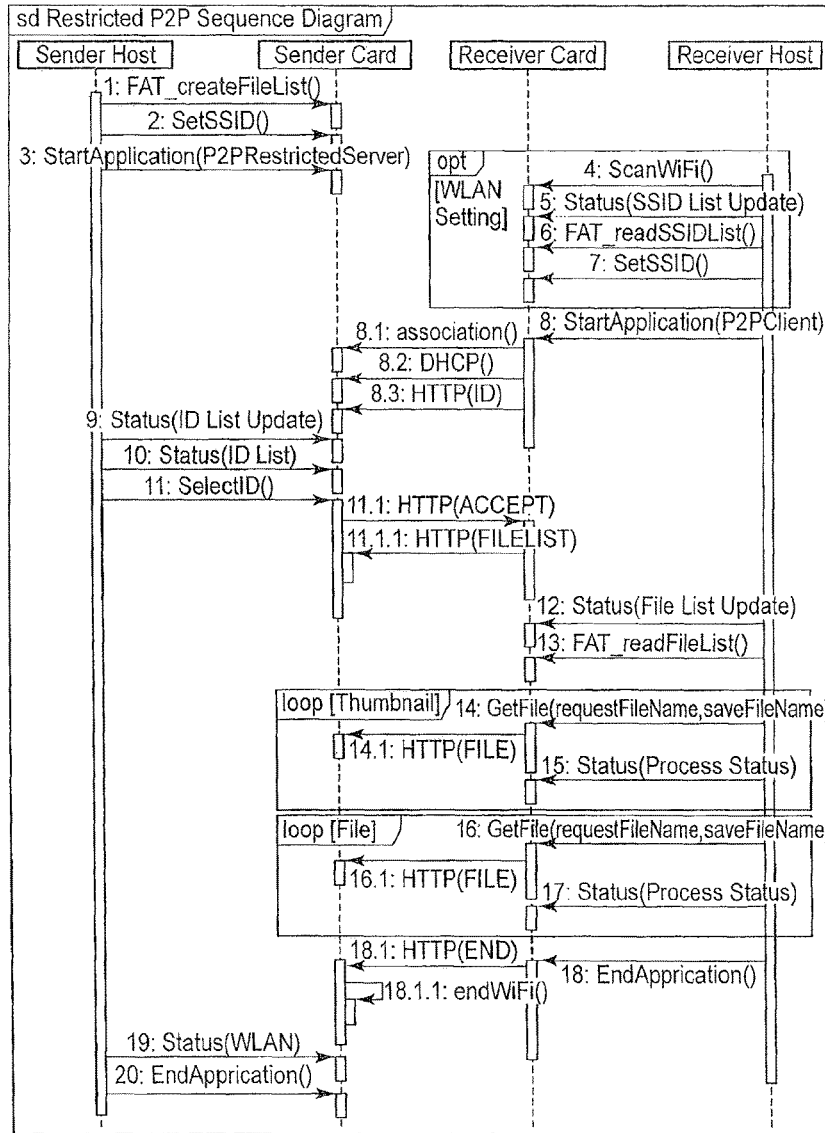 sd Restricted P2P Sequence Diagram
Sender Host Sender Card Receiver Card Receiver Host
1: FAT_createFileList()
2: SetSSID()
3: StartApplication(P2PRestrictedServer)
opt
[WLAN
Setting]
4: ScanWiFi()
5: Status(SSID List Update)
6: FAT_readSSIDList()
7: SetSSID()
8: StartApplication(P2PClient)
8.1: association()
8.2: DHCP()
8.3: HTTP(ID)
9: Status(ID List Update)
10: Status(ID List)
11: SelectID()
11.1: HTTP(ACCEPT)
11.1.1: HTTP(FILELIST)
12: Status(File List Update)
13: FAT_readFileList()
loop [Thumbnail]
14: GetFile(requestFileName,saveFileName
14.1: HTTP(FILE)
15: Status(Process Status)
loop [File]
16: GetFile(requestFileName,saveFileName
16.1: HTTP(FILE)
17: Status(Process Status)
18.1: HTTP(END)
18: EndApprication()
18.1.1: endWiFi()
19: Status(WLAN)
20: EndApprication()